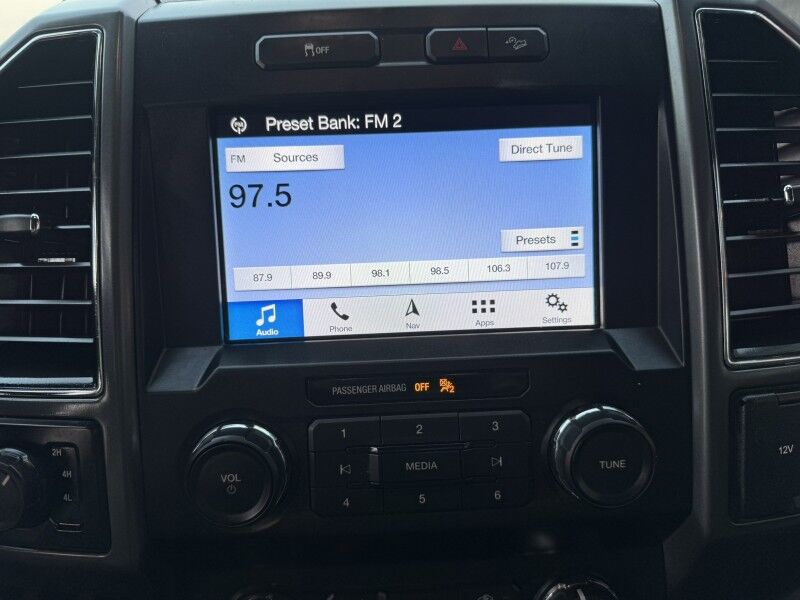 OFF
Preset Bank: FM 2
FM Sources
Direct Tune
97.5
Presets
87.9 89.9 98.1 98.5 106.3 107.9
Audio Phone Nav Apps Settings
PASSENGER AIRBAG OFF 2
1 2 3
VOL MEDIA TUNE
4 5 6
2H
4H
4L
12V